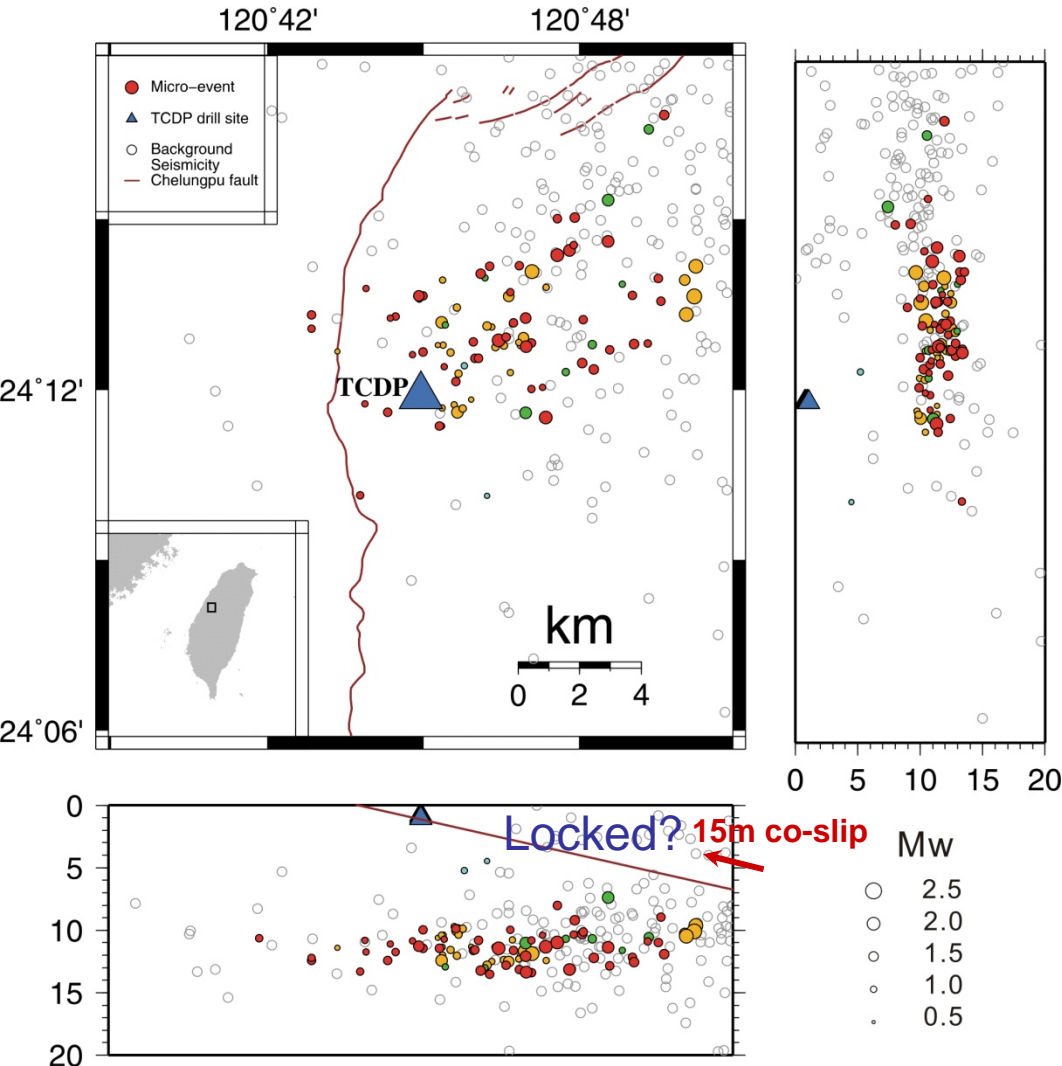 120°42' 120°48'
Micro−event
TCDP drill site
Background
Seismicity
Chelungpu fault
24°12'
TCDP
km
0 2 4
24°06'
0 5 10 15 20
0
5
10
15
20
Locked? 15m co-slip
Mw
2.5
2.0
1.5
1.0
0.5